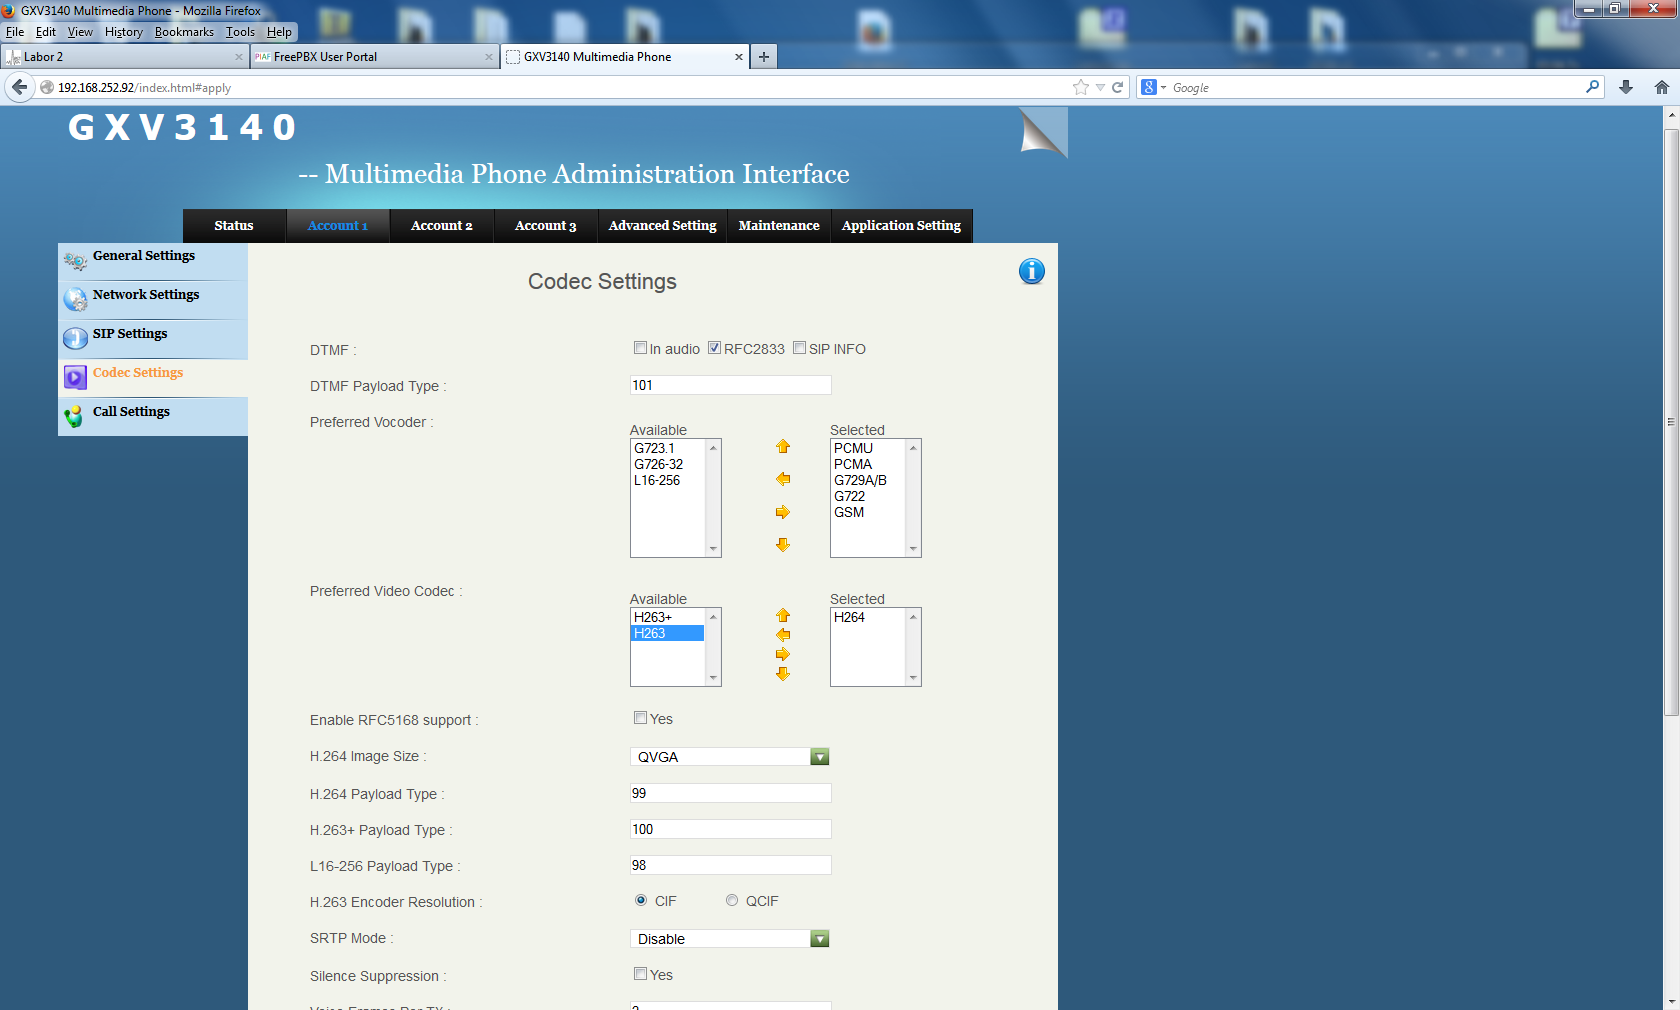 GXV3140 Multimedia Phone - Mozilla Firefox
File Edit View History Bookmarks Tools Help
Labor 2
PIAF FreePBX User Portal
GXV3140 Multimedia Phone
192.168.252.92/index.html#apply
Google
GXV3140
-- Multimedia Phone Administration Interface
Status Account 1 Account 2 Account 3 Advanced Setting Maintenance Application Setting
General Settings
Network Settings
SIP Settings
Codec Settings
Call Settings
Codec Settings
DTMF : In audio RFC2833 SIP INFO
DTMF Payload Type : 101
Preferred Vocoder :
Available Selected
G723.1 PCMU
G726-32 PCMA
L16-256 G729A/B
G722
GSM
Preferred Video Codec :
Available Selected
H263+ H264
H263
Enable RFC5168 support : Yes
H.264 Image Size : QVGA
H.264 Payload Type : 99
H.263+ Payload Type : 100
L16-256 Payload Type : 98
H.263 Encoder Resolution : CIF QCIF
SRTP Mode : Disable
Silence Suppression : Yes
Voice Frames Per TX :